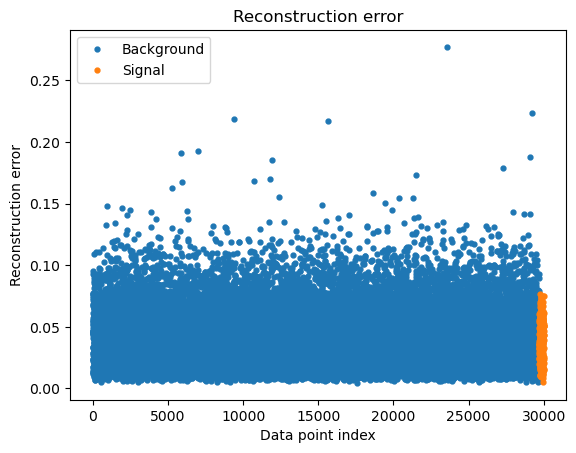 Reconstruction error
Background
Signal
Reconstruction error
0.25
0.20
0.15
0.10
0.05
0.00
0 5000 10000 15000 20000 25000 30000
Data point index